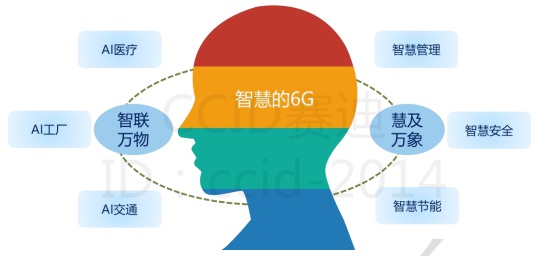 AI医疗
智慧管理
智慧的6G
AI工厂
智联
万物
慧及
万象
智慧安全
AI交通
智慧节能
CCID赛迪
ID：ccid-2014